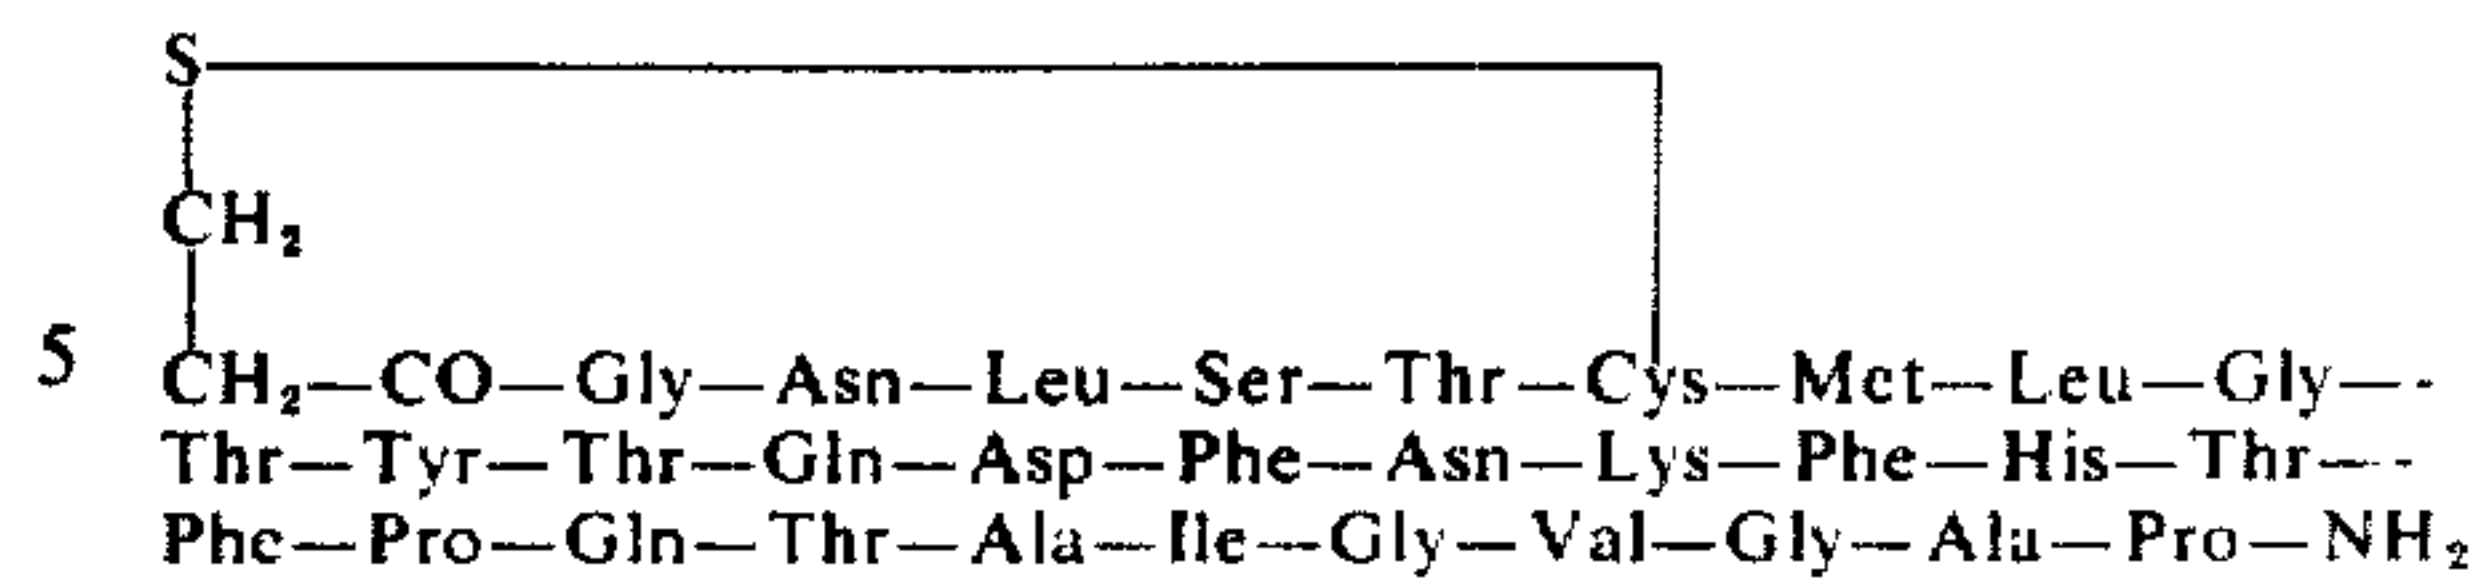 S
CH₂
5 CH₂—CO—Gly—Asn—Leu—Ser—Thr—Cys—Met—Leu—Gly—-
Thr—Tyr—Thr—Gln—Asp—Phe—Asn—Lys—Phe—His—Thr—-
Phe—Pro—Gln—Thr—Ala—Ile—Gly—Val—Gly—Ala—Pro—NH₂